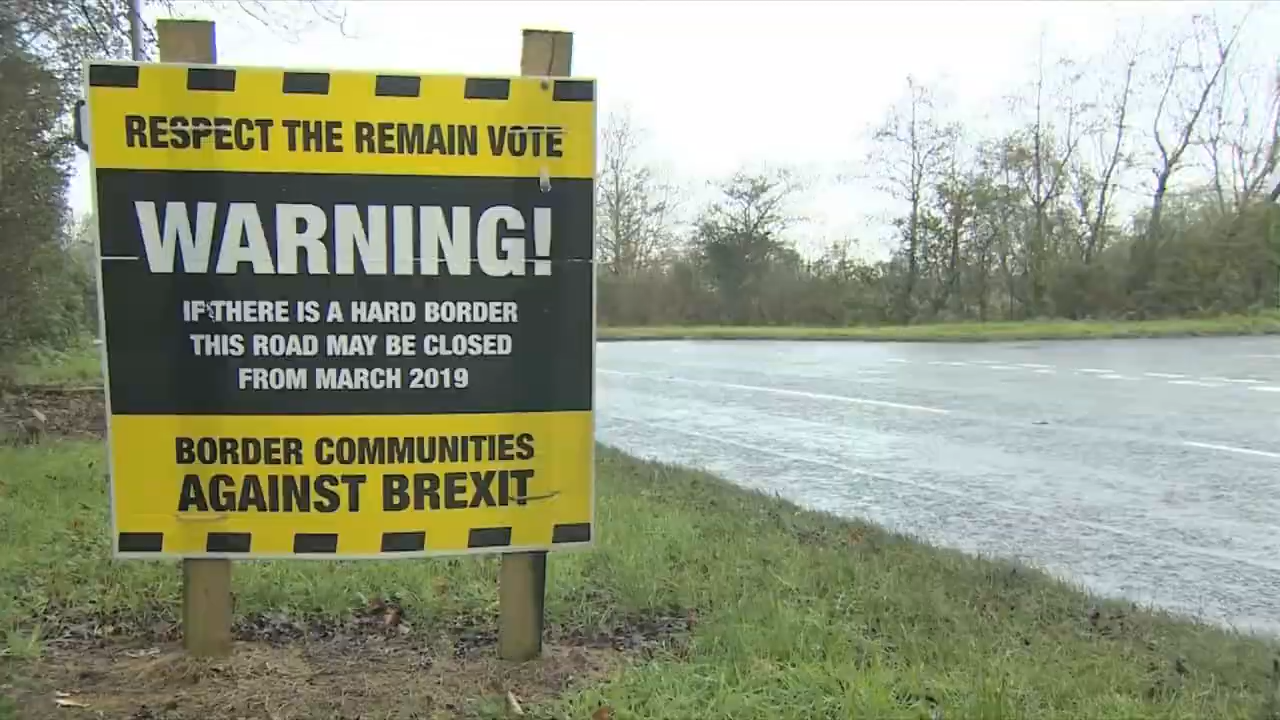 RESPECT THE REMAIN VOTE
WARNING!
IF THERE IS A HARD BORDER
THIS ROAD MAY BE CLOSED
FROM MARCH 2019
BORDER COMMUNITIES
AGAINST BREXIT